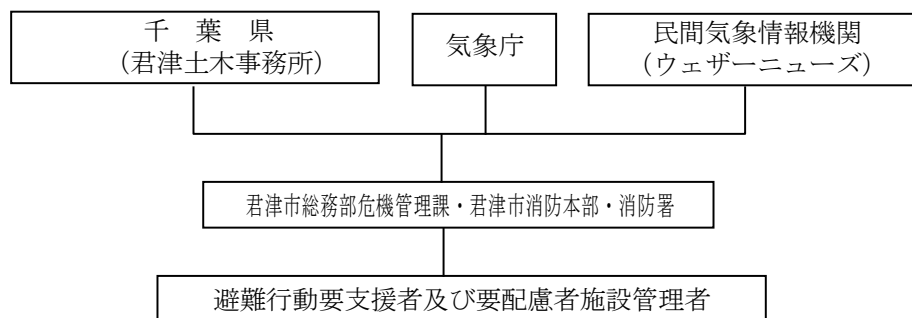 千　葉　県
（君津土木事務所）
気象庁
民間気象情報機関
（ウェザーニューズ）
君津市総務部危機管理課・君津市消防本部・消防署
避難行動要支援者及び要配慮者施設管理者